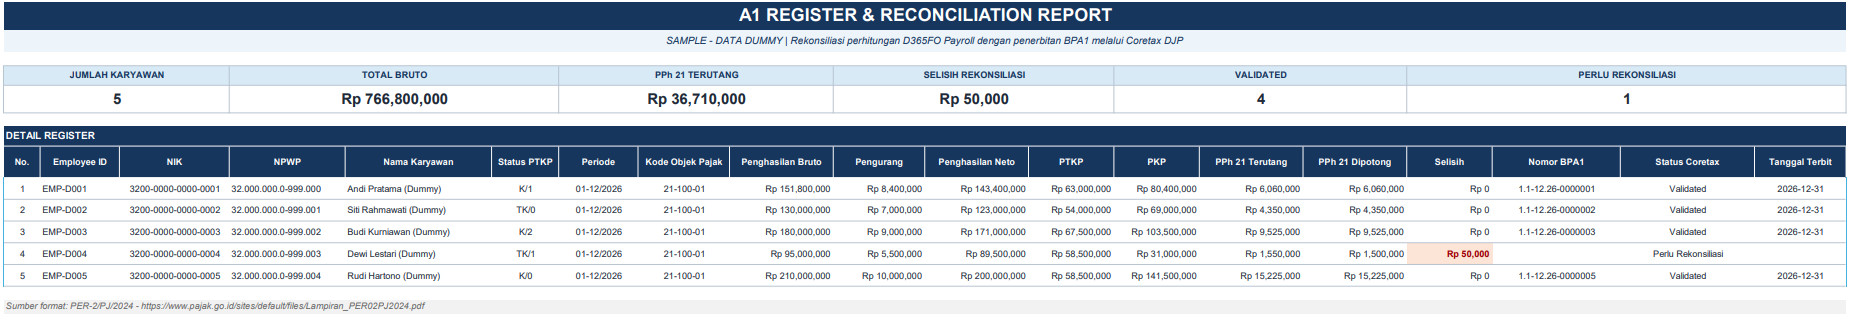 A1 REGISTER & RECONCILIATION REPORT
SAMPLE - DATA DUMMY | Rekonsiliasi perhitungan D365FO Payroll dengan penerbitan BPA1 melalui Coretax DJP
JUMLAH KARYAWAN TOTAL BRUTO PPh 21 TERUTANG SELISIH REKONSILIASI VALIDATED PERLU REKONSILIASI
5 Rp 766,800,000 Rp 36,710,000 Rp 50,000 4 1
DETAIL REGISTER
No. Employee ID NIK NPWP Nama Karyawan Status PTKP Periode Kode Objek Pajak Penghasilan Bruto Pengurang Penghasilan Neto PTKP PKP PPh 21 Terutang PPh 21 Dipotong Selisih Nomor BPA1 Status Coretax Tanggal Terbit
1 EMP-D001 3200-0000-0000-0001 32.000.000.0-999.000 Andi Pratama (Dummy) K/1 01-12/2026 21-100-01 Rp 151,800,000 Rp 8,400,000 Rp 143,400,000 Rp 63,000,000 Rp 80,400,000 Rp 6,060,000 Rp 6,060,000 Rp 0 1.1-12.26-0000001 Validated 2026-12-31
2 EMP-D002 3200-0000-0000-0002 32.000.000.0-999.001 Siti Rahmawati (Dummy) TK/0 01-12/2026 21-100-01 Rp 130,000,000 Rp 7,000,000 Rp 123,000,000 Rp 54,000,000 Rp 69,000,000 Rp 4,350,000 Rp 4,350,000 Rp 0 1.1-12.26-0000002 Validated 2026-12-31
3 EMP-D003 3200-0000-0000-0003 32.000.000.0-999.002 Budi Kurniawan (Dummy) K/2 01-12/2026 21-100-01 Rp 180,000,000 Rp 9,000,000 Rp 171,000,000 Rp 67,500,000 Rp 103,500,000 Rp 9,525,000 Rp 9,525,000 Rp 0 1.1-12.26-0000003 Validated 2026-12-31
4 EMP-D004 3200-0000-0000-0004 32.000.000.0-999.003 Dewi Lestari (Dummy) TK/1 01-12/2026 21-100-01 Rp 95,000,000 Rp 5,500,000 Rp 89,500,000 Rp 58,500,000 Rp 31,000,000 Rp 1,550,000 Rp 1,500,000 Rp 50,000 Perlu Rekonsiliasi
5 EMP-D005 3200-0000-0000-0005 32.000.000.0-999.004 Rudi Hartono (Dummy) K/0 01-12/2026 21-100-01 Rp 210,000,000 Rp 10,000,000 Rp 200,000,000 Rp 58,500,000 Rp 141,500,000 Rp 15,225,000 Rp 15,225,000 Rp 0 1.1-12.26-0000005 Validated 2026-12-31
Sumber format: PER-2/PJ/2024 - https://www.pajak.go.id/sites/default/files/Lampiran_PER02PJ2024.pdf